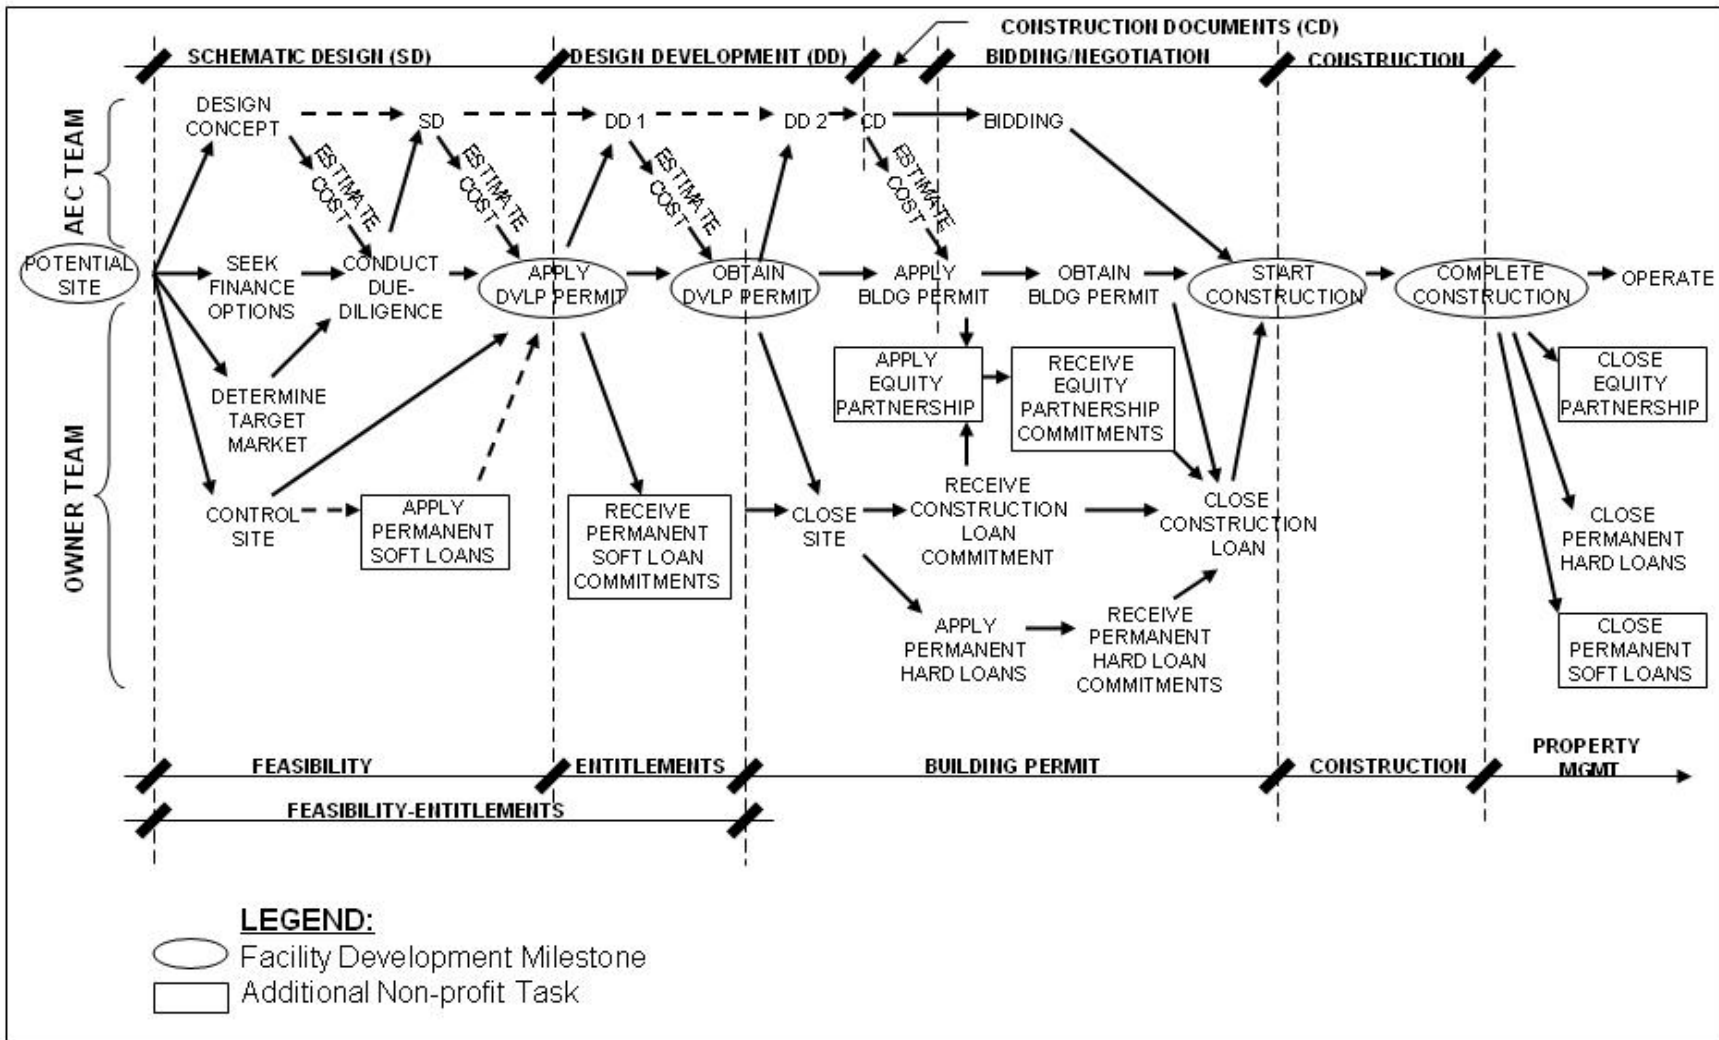 CONSTRUCTION DOCUMENTS (CD)
SCHEMATIC DESIGN (SD)
DESIGN DEVELOPMENT (DD)
BIDDING/NEGOTIATION
CONSTRUCTION
AEC TEAM
DESIGN
CONCEPT
SD
DD 1
DD 2
CD
BIDDING
ESTIMATE
COST
ESTIMATE
COST
ESTIMATE
COST
ESTIMATE
COST
POTENTIAL
SITE
SEEK
FINANCE
OPTIONS
CONDUCT
DUE-
DILIGENCE
APPLY
DVLP PERMIT
OBTAIN
DVLP PERMIT
APPLY
BLDG PERMIT
OBTAIN
BLDG PERMIT
START
CONSTRUCTION
COMPLETE
CONSTRUCTION
OPERATE
OWNER TEAM
DETERMINE
TARGET
MARKET
APPLY
EQUITY
PARTNERSHIP
RECEIVE
EQUITY
PARTNERSHIP
COMMITMENTS
CLOSE
EQUITY
PARTNERSHIP
CONTROL
SITE
APPLY
PERMANENT
SOFT LOANS
RECEIVE
PERMANENT
SOFT LOAN
COMMITMENTS
CLOSE
SITE
RECEIVE
CONSTRUCTION
LOAN
COMMITMENT
CLOSE
CONSTRUCTION
LOAN
CLOSE
PERMANENT
HARD LOANS
APPLY
PERMANENT
HARD LOANS
RECEIVE
PERMANENT
HARD LOAN
COMMITMENTS
CLOSE
PERMANENT
SOFT LOANS
FEASIBILITY
ENTITLEMENTS
BUILDING PERMIT
CONSTRUCTION
PROPERTY
MGMT
FEASIBILITY-ENTITLEMENTS
LEGEND:
Facility Development Milestone
Additional Non-profit Task